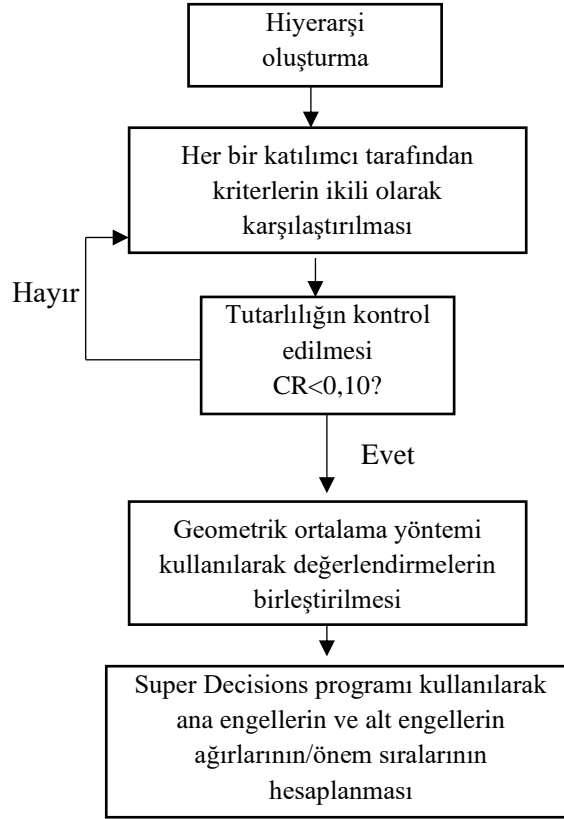 Hiyerarşi
oluşturma
Her bir katılımcı tarafından
kriterlerin ikili olarak
karşılaştırılması
Hayır
Tutarlılığın kontrol
edilmesi
CR<0,10?
Evet
Geometrik ortalama yöntemi
kullanılarak değerlendirmelerin
birleştirilmesi
Super Decisions programı kullanılarak
ana engellerin ve alt engellerin
ağırlarının/önem sıralarının
hesaplanması